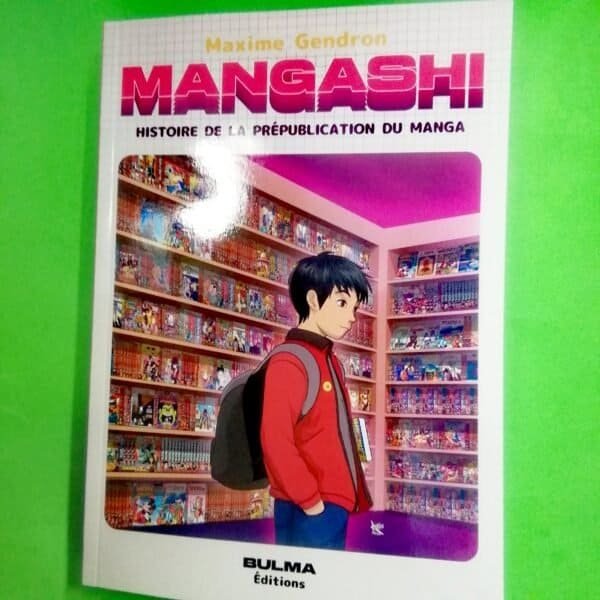 Maxime Gendron
MANGASHI
HISTOIRE DE LA PRÉPUBLICATION DU MANGA
BULMA
Éditions